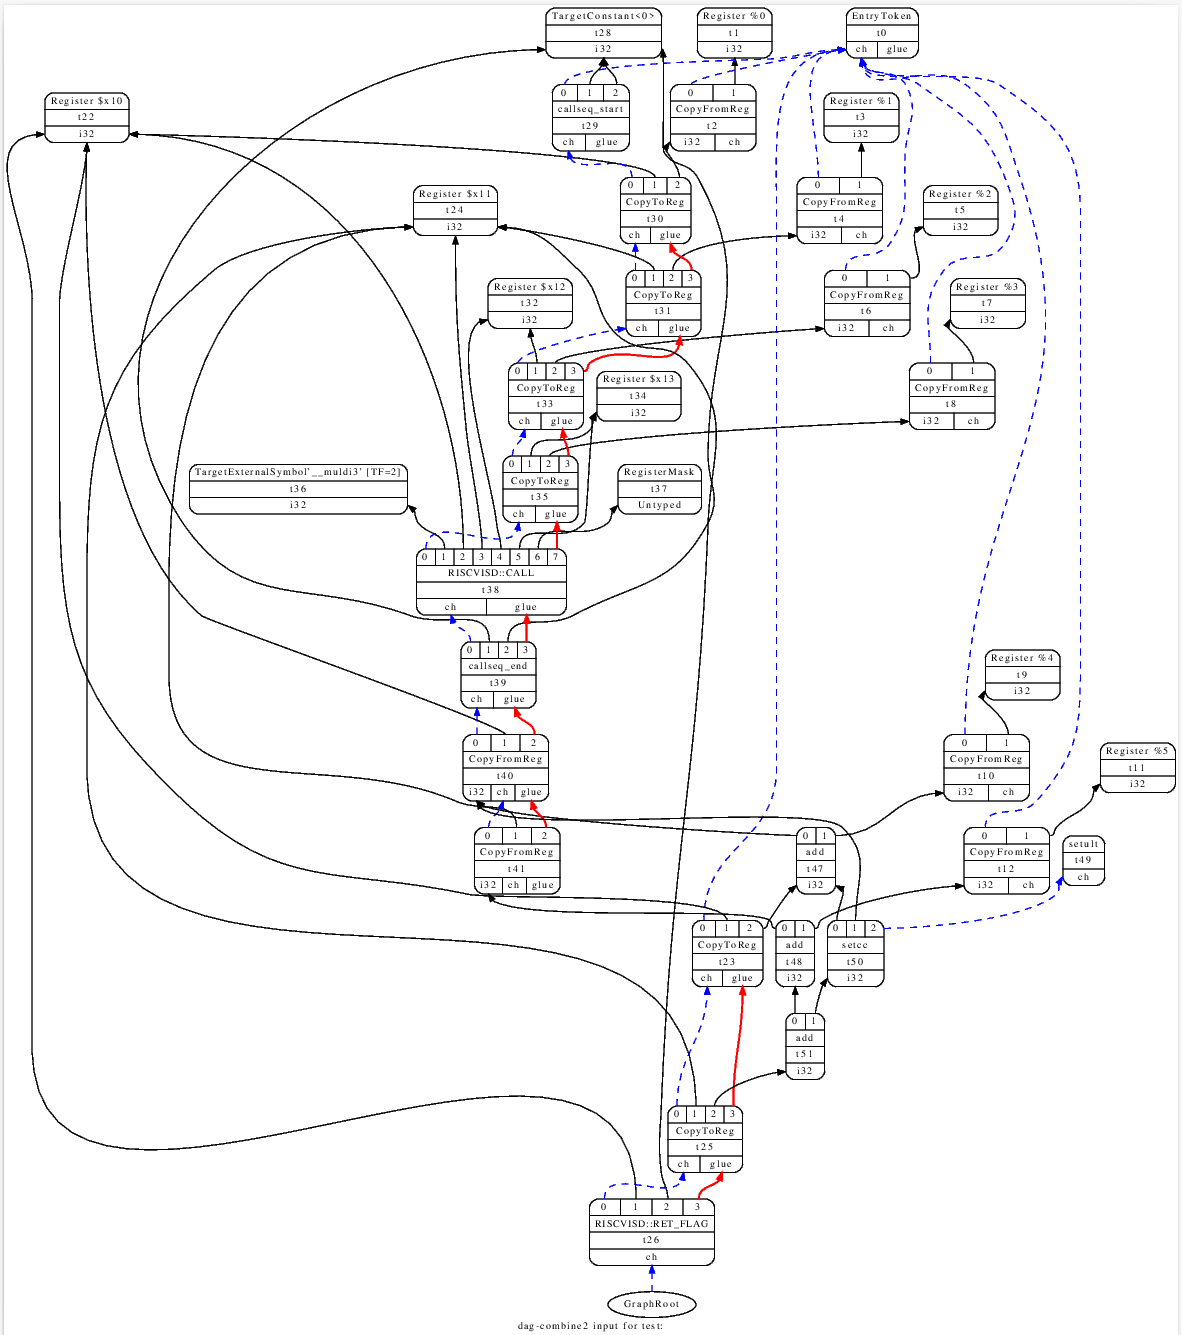 TargetConstant<0>
t28
i32
Register %0
t1
i32
EntryToken
t0
ch glue
0 1 2
callseq_start
t29
ch glue
0 1
CopyFromReg
t2
i32 ch
Register $x10
t22
i32
Register %1
t3
i32
0 1 2
CopyToReg
t30
ch glue
0 1
CopyFromReg
t4
i32 ch
Register $x11
t24
i32
Register %2
t5
i32
0 1 2 3
CopyToReg
t31
ch glue
0 1
CopyFromReg
t6
i32 ch
Register $x12
t32
i32
Register %3
t7
i32
0 1 2 3
CopyToReg
t33
ch glue
Register $x13
t34
i32
0 1
CopyFromReg
t8
i32 ch
TargetExternalSymbol'__muldi3' [TF=2]
t36
i32
0 1 2 3
CopyToReg
t35
ch glue
RegisterMask
t37
Untyped
0 1 2 3 4 5 6 7
RISCVISD::CALL
t38
ch glue
0 1 2 3
callseq_end
t39
ch glue
Register %4
t9
i32
0 1 2
CopyFromReg
t40
i32 ch glue
0 1
CopyFromReg
t10
i32 ch
Register %5
t11
i32
0 1 2
CopyFromReg
t41
i32 ch glue
0 1
add
t47
i32
0 1
CopyFromReg
t12
i32 ch
setult
t49
ch
0 1 2
CopyToReg
t23
ch glue
0 1
add
t48
i32
0 1 2
setcc
t50
i32
0 1
add
t51
i32
0 1 2 3
CopyToReg
t25
ch glue
0 1 2 3
RISCVISD::RET_FLAG
t26
ch
GraphRoot
dag-combine2 input for test: